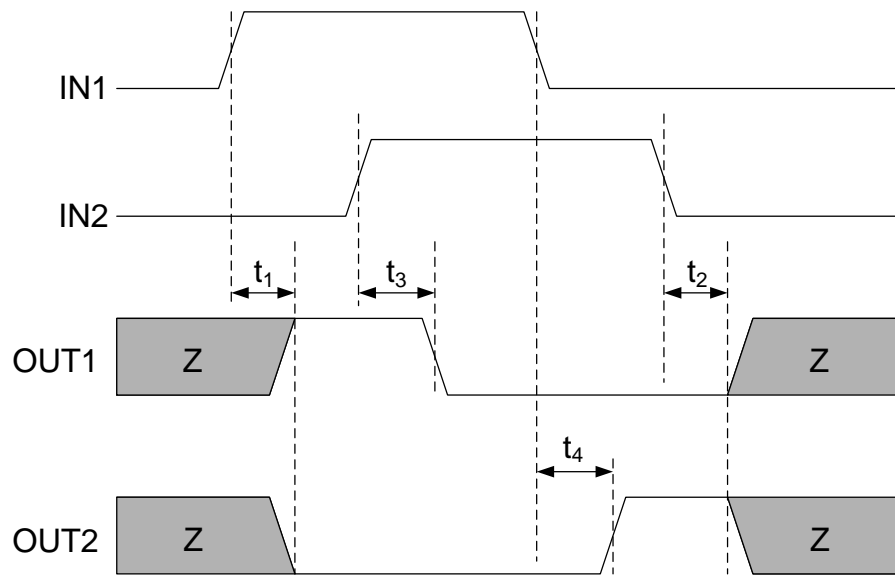 IN1
IN2
t₁ t₃ t₂
OUT1 Z Z
t₄
OUT2 Z Z